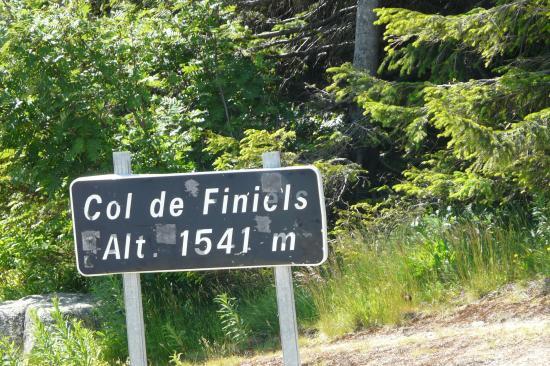 Col de Finiels
Alt. 1541 m